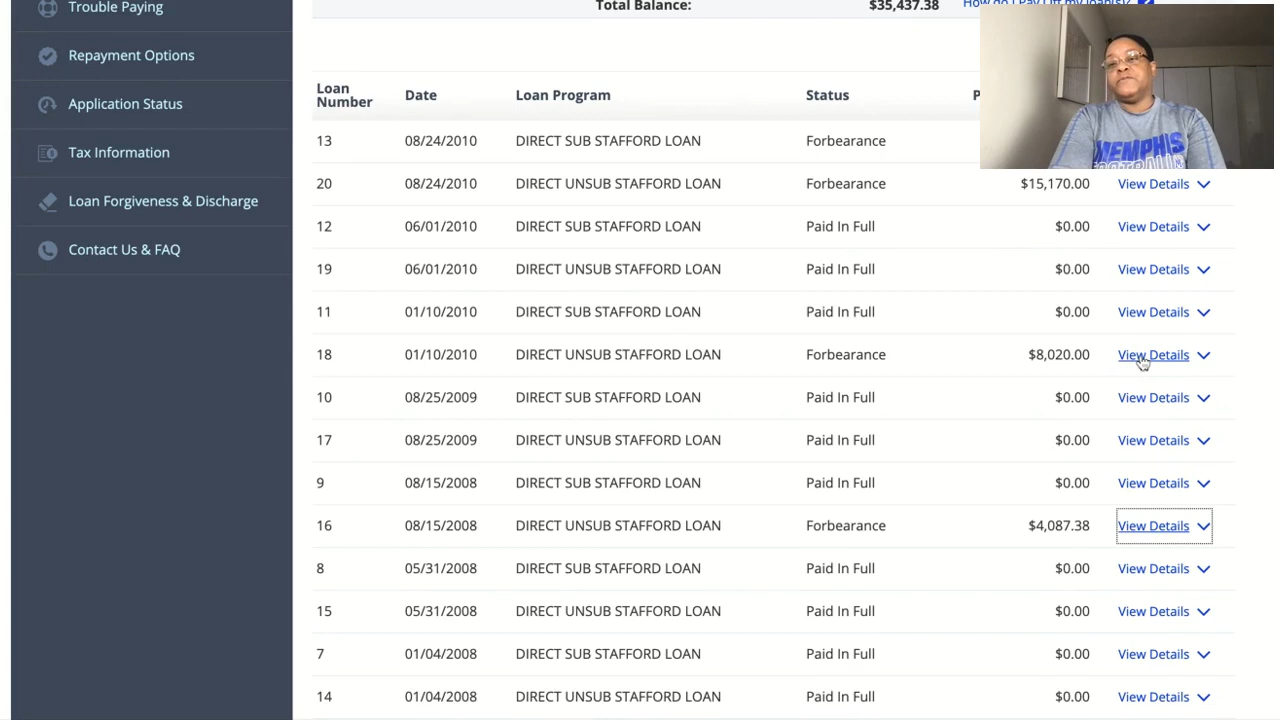 Trouble Paying
Repayment Options
Application Status
Tax Information
Loan Forgiveness & Discharge
Contact Us & FAQ
Total Balance: $35,437.38 How do I Pay Off my loan(s)?
Loan Number Date Loan Program Status P
13 08/24/2010 DIRECT SUB STAFFORD LOAN Forbearance
20 08/24/2010 DIRECT UNSUB STAFFORD LOAN Forbearance $15,170.00 View Details
12 06/01/2010 DIRECT SUB STAFFORD LOAN Paid In Full $0.00 View Details
19 06/01/2010 DIRECT UNSUB STAFFORD LOAN Paid In Full $0.00 View Details
11 01/10/2010 DIRECT SUB STAFFORD LOAN Paid In Full $0.00 View Details
18 01/10/2010 DIRECT UNSUB STAFFORD LOAN Forbearance $8,020.00 View Details
10 08/25/2009 DIRECT SUB STAFFORD LOAN Paid In Full $0.00 View Details
17 08/25/2009 DIRECT UNSUB STAFFORD LOAN Paid In Full $0.00 View Details
9 08/15/2008 DIRECT SUB STAFFORD LOAN Paid In Full $0.00 View Details
16 08/15/2008 DIRECT UNSUB STAFFORD LOAN Forbearance $4,087.38 View Details
8 05/31/2008 DIRECT SUB STAFFORD LOAN Paid In Full $0.00 View Details
15 05/31/2008 DIRECT UNSUB STAFFORD LOAN Paid In Full $0.00 View Details
7 01/04/2008 DIRECT SUB STAFFORD LOAN Paid In Full $0.00 View Details
14 01/04/2008 DIRECT UNSUB STAFFORD LOAN Paid In Full $0.00 View Details
MEMPHIS
FOOTBALL